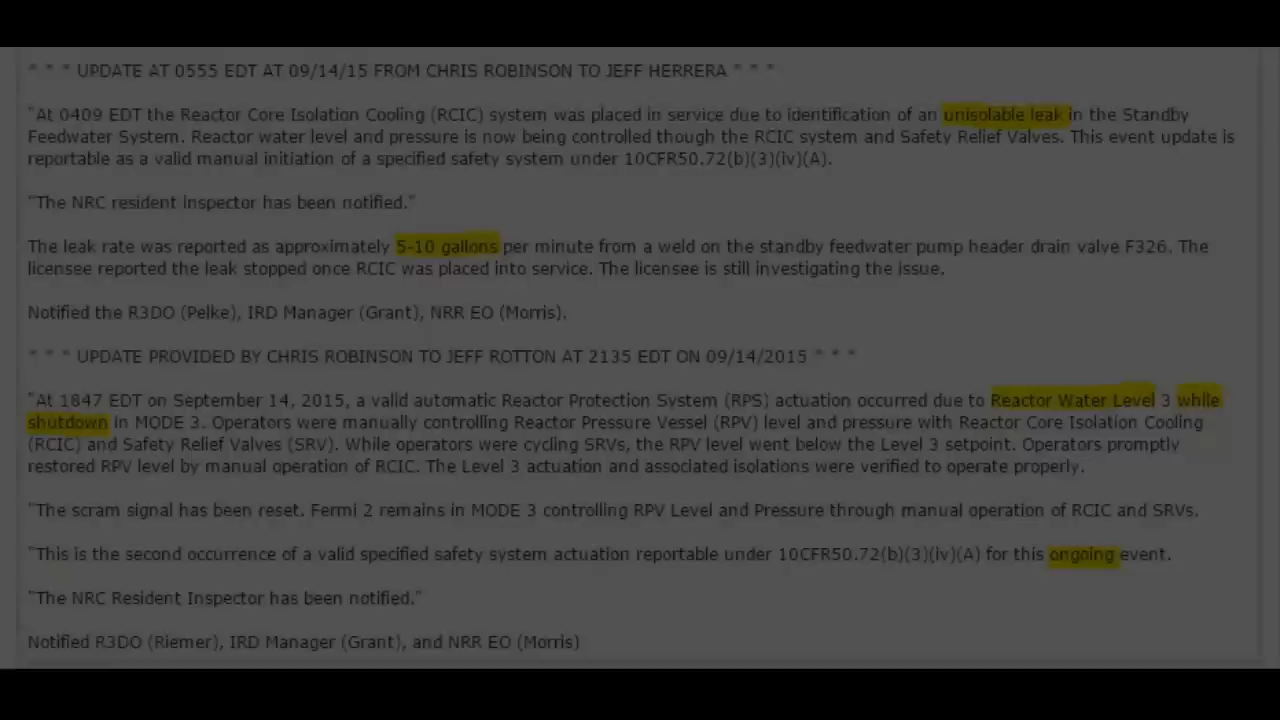 * * * UPDATE AT 0555 EDT AT 09/14/15 FROM CHRIS ROBINSON TO JEFF HERRERA * * *
"At 0409 EDT the Reactor Core Isolation Cooling (RCIC) system was placed in service due to identification of an unisolable leak in the Standby
Feedwater System. Reactor water level and pressure is now being controlled though the RCIC system and Safety Relief Valves. This event update is
reportable as a valid manual initiation of a specified safety system under 10CFR50.72(b)(3)(iv)(A).
"The NRC resident inspector has been notified."
The leak rate was reported as approximately 5-10 gallons per minute from a weld on the standby feedwater pump header drain valve F326. The
licensee reported the leak stopped once RCIC was placed into service. The licensee is still investigating the issue.
Notified the R3DO (Pelke), IRD Manager (Grant), NRR EO (Morris).
* * * UPDATE PROVIDED BY CHRIS ROBINSON TO JEFF ROTTON AT 2135 EDT ON 09/14/2015 * * *
"At 1847 EDT on September 14, 2015, a valid automatic Reactor Protection System (RPS) actuation occurred due to Reactor Water Level 3 while
shutdown in MODE 3. Operators were manually controlling Reactor Pressure Vessel (RPV) level and pressure with Reactor Core Isolation Cooling
(RCIC) and Safety Relief Valves (SRV). While operators were cycling SRVs, the RPV level went below the Level 3 setpoint. Operators promptly
restored RPV level by manual operation of RCIC. The Level 3 actuation and associated isolations were verified to operate properly.
"The scram signal has been reset. Fermi 2 remains in MODE 3 controlling RPV Level and Pressure through manual operation of RCIC and SRVs.
"This is the second occurrence of a valid specified safety system actuation reportable under 10CFR50.72(b)(3)(iv)(A) for this ongoing event.
"The NRC Resident Inspector has been notified."
Notified R3DO (Riemer), IRD Manager (Grant), and NRR EO (Morris)